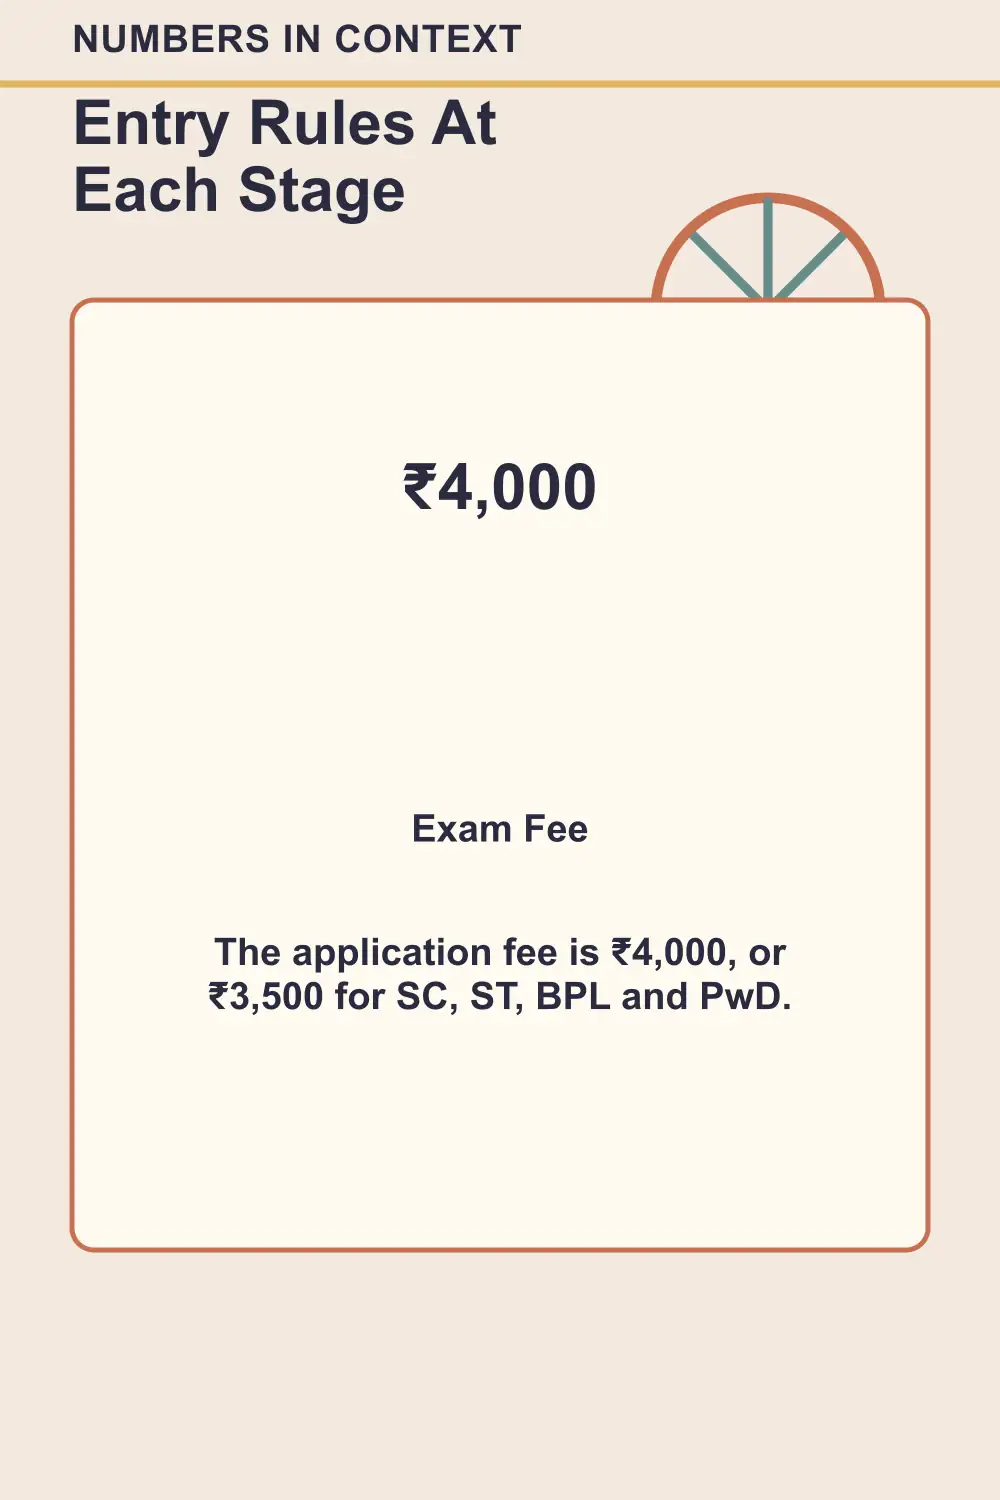 NUMBERS IN CONTEXT
Entry Rules At
Each Stage
₹4,000
Exam Fee
The application fee is ₹4,000, or
₹3,500 for SC, ST, BPL and PwD.